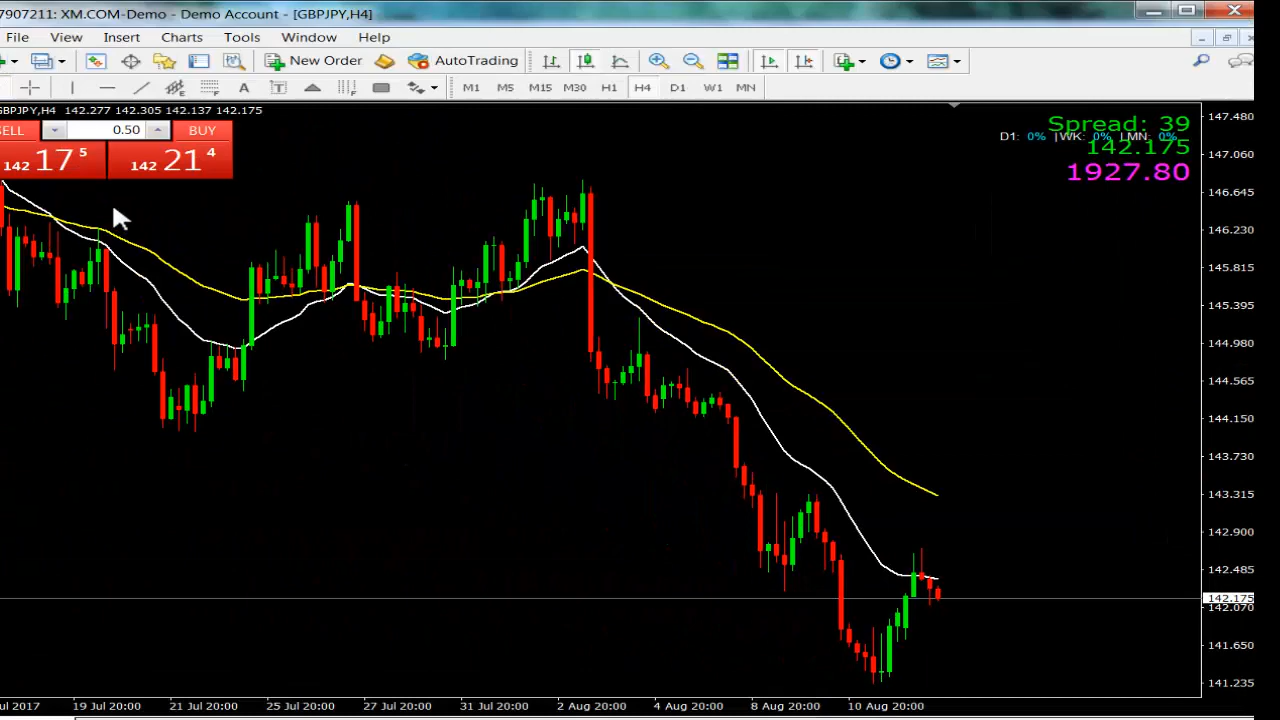 7907211: XM.COM-Demo - Demo Account - [GBPJPY,H4]
File View Insert Charts Tools Window Help
New Order AutoTrading
A T M1 M5 M15 M30 H1 H4 D1 W1 MN
GBPJPY,H4 142.277 142.305 142.137 142.175
SELL 0.50 BUY
142 17 5 142 21 4
Spread: 39
D1: 0% |WK: 0% |MN: 0%
142.175
1927.80
147.480
147.060
146.645
146.230
145.815
145.395
144.980
144.565
144.150
143.730
143.315
142.900
142.485
142.175
142.070
141.650
141.235
ul 2017 19 Jul 20:00 21 Jul 20:00 25 Jul 20:00 27 Jul 20:00 31 Jul 20:00 2 Aug 20:00 4 Aug 20:00 8 Aug 20:00 10 Aug 20:00